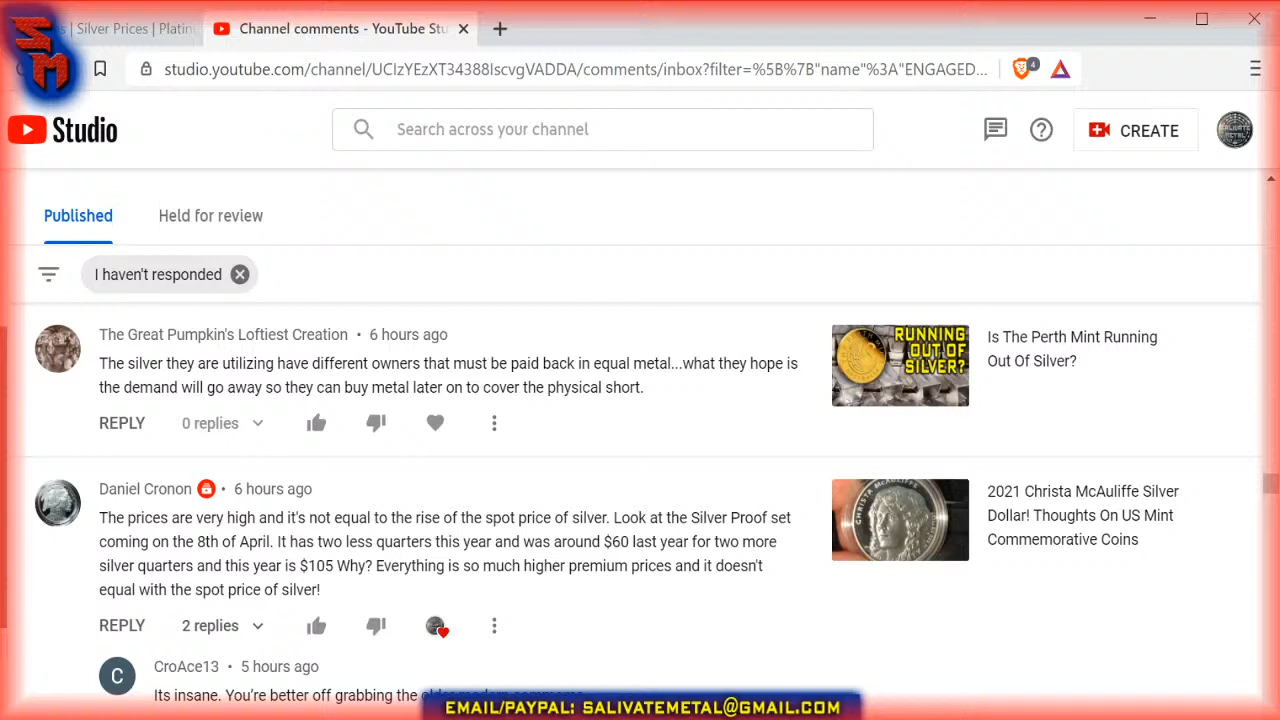 SM
s | Silver Prices | Platin
Channel comments - YouTube Stu
studio.youtube.com/channel/UCIzYEzXT34388IscvgVADDA/comments/inbox?filter=%5B%7B"name"%3A"ENGAGED...
4
Studio
Search across your channel
CREATE
SALIVATE
METAL
Published
Held for review
I haven't responded
The Great Pumpkin's Loftiest Creation • 6 hours ago
The silver they are utilizing have different owners that must be paid back in equal metal...what they hope is
the demand will go away so they can buy metal later on to cover the physical short.
REPLY 0 replies
RUNNING
OUT OF
SILVER?
Is The Perth Mint Running
Out Of Silver?
Daniel Cronon • 6 hours ago
The prices are very high and it's not equal to the rise of the spot price of silver. Look at the Silver Proof set
coming on the 8th of April. It has two less quarters this year and was around $60 last year for two more
silver quarters and this year is $105 Why? Everything is so much higher premium prices and it doesn't
equal with the spot price of silver!
REPLY 2 replies
CHRISTA McAULIFFE
2021 Christa McAuliffe Silver
Dollar! Thoughts On US Mint
Commemorative Coins
C
CroAce13 • 5 hours ago
Its insane. You're better off grabbing the
EMAIL/PAYPAL: SALIVATEMETAL@GMAIL.COM